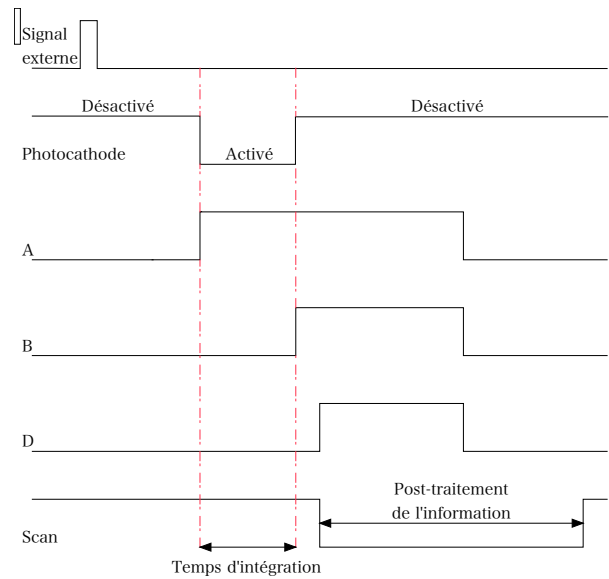 Signal
externe
Désactivé
Désactivé
Photocathode
Activé
A
B
D
Post-traitement
de l'information
Scan
Temps d'intégration